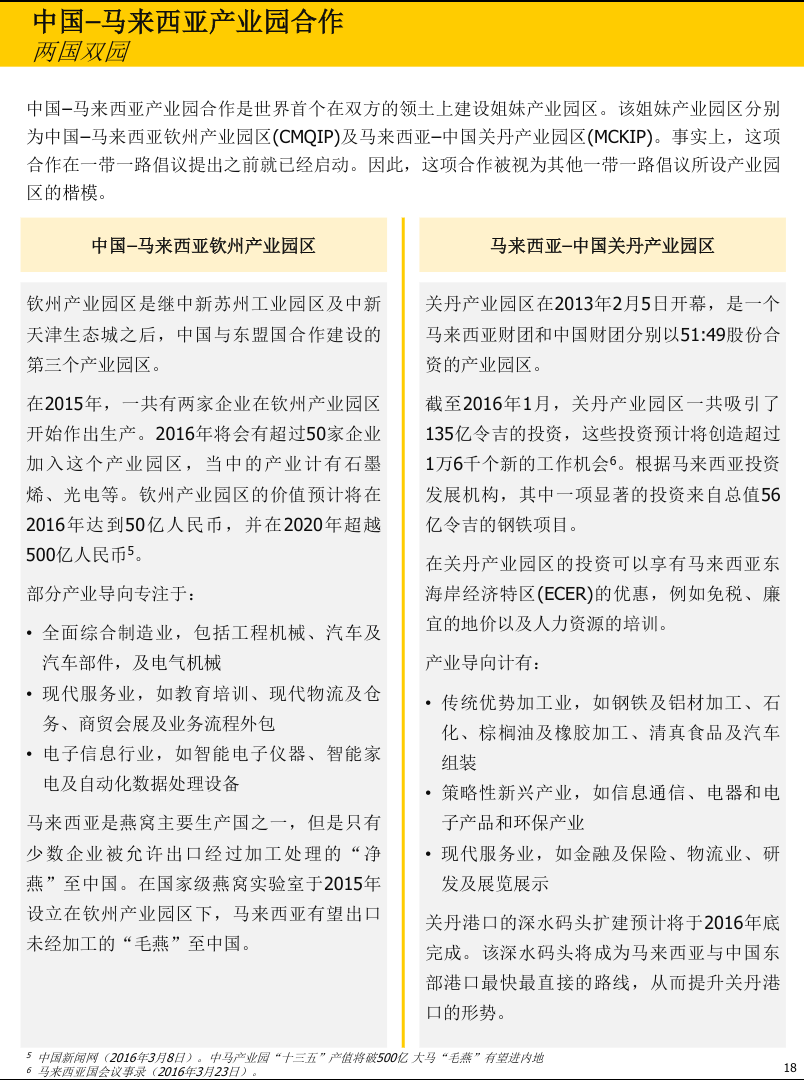 中国–马来西亚产业园合作
两国双园
中国–马来西亚产业园合作是世界首个在双方的领土上建设姐妹产业园区。该姐妹产业园区分别
为中国–马来西亚钦州产业园区(CMQIP)及马来西亚–中国关丹产业园区(MCKIP)。事实上，这项
合作在一带一路倡议提出之前就已经启动。因此，这项合作被视为其他一带一路倡议所设产业园
区的楷模。
中国–马来西亚钦州产业园区
钦州产业园区是继中新苏州工业园区及中新
天津生态城之后，中国与东盟国合作建设的
第三个产业园区。
在2015年，一共有两家企业在钦州产业园区
开始作出生产。2016年将会有超过50家企业
加入这个产业园区，当中的产业计有石墨
烯、光电等。钦州产业园区的价值预计将在
2016年达到50亿人民币，并在2020年超越
500亿人民币5。
部分产业导向专注于：
• 全面综合制造业，包括工程机械、汽车及
汽车部件，及电气机械
• 现代服务业，如教育培训、现代物流及仓
务、商贸会展及业务流程外包
• 电子信息行业，如智能电子仪器、智能家
电及自动化数据处理设备
马来西亚是燕窝主要生产国之一，但是只有
少数企业被允许出口经过加工处理的“净
燕”至中国。在国家级燕窝实验室于2015年
设立在钦州产业园区下，马来西亚有望出口
未经加工的“毛燕”至中国。
马来西亚–中国关丹产业园区
关丹产业园区在2013年2月5日开幕，是一个
马来西亚财团和中国财团分别以51:49股份合
资的产业园区。
截至2016年1月，关丹产业园区一共吸引了
135亿令吉的投资，这些投资预计将创造超过
1万6千个新的工作机会6。根据马来西亚投资
发展机构，其中一项显著的投资来自总值56
亿令吉的钢铁项目。
在关丹产业园区的投资可以享有马来西亚东
海岸经济特区(ECER)的优惠，例如免税、廉
宜的地价以及人力资源的培训。
产业导向计有：
• 传统优势加工业，如钢铁及铝材加工、石
化、棕榈油及橡胶加工、清真食品及汽车
组装
• 策略性新兴产业，如信息通信、电器和电
子产品和环保产业
• 现代服务业，如金融及保险、物流业、研
发及展览展示
关丹港口的深水码头扩建预计将于2016年底
完成。该深水码头将成为马来西亚与中国东
部港口最快最直接的路线，从而提升关丹港
口的形势。
5 中国新闻网（2016年3月8日）。中马产业园“十三五”产值将破500亿 大马“毛燕”有望进内地
6 马来西亚国会议事录（2016年3月23日）。
18